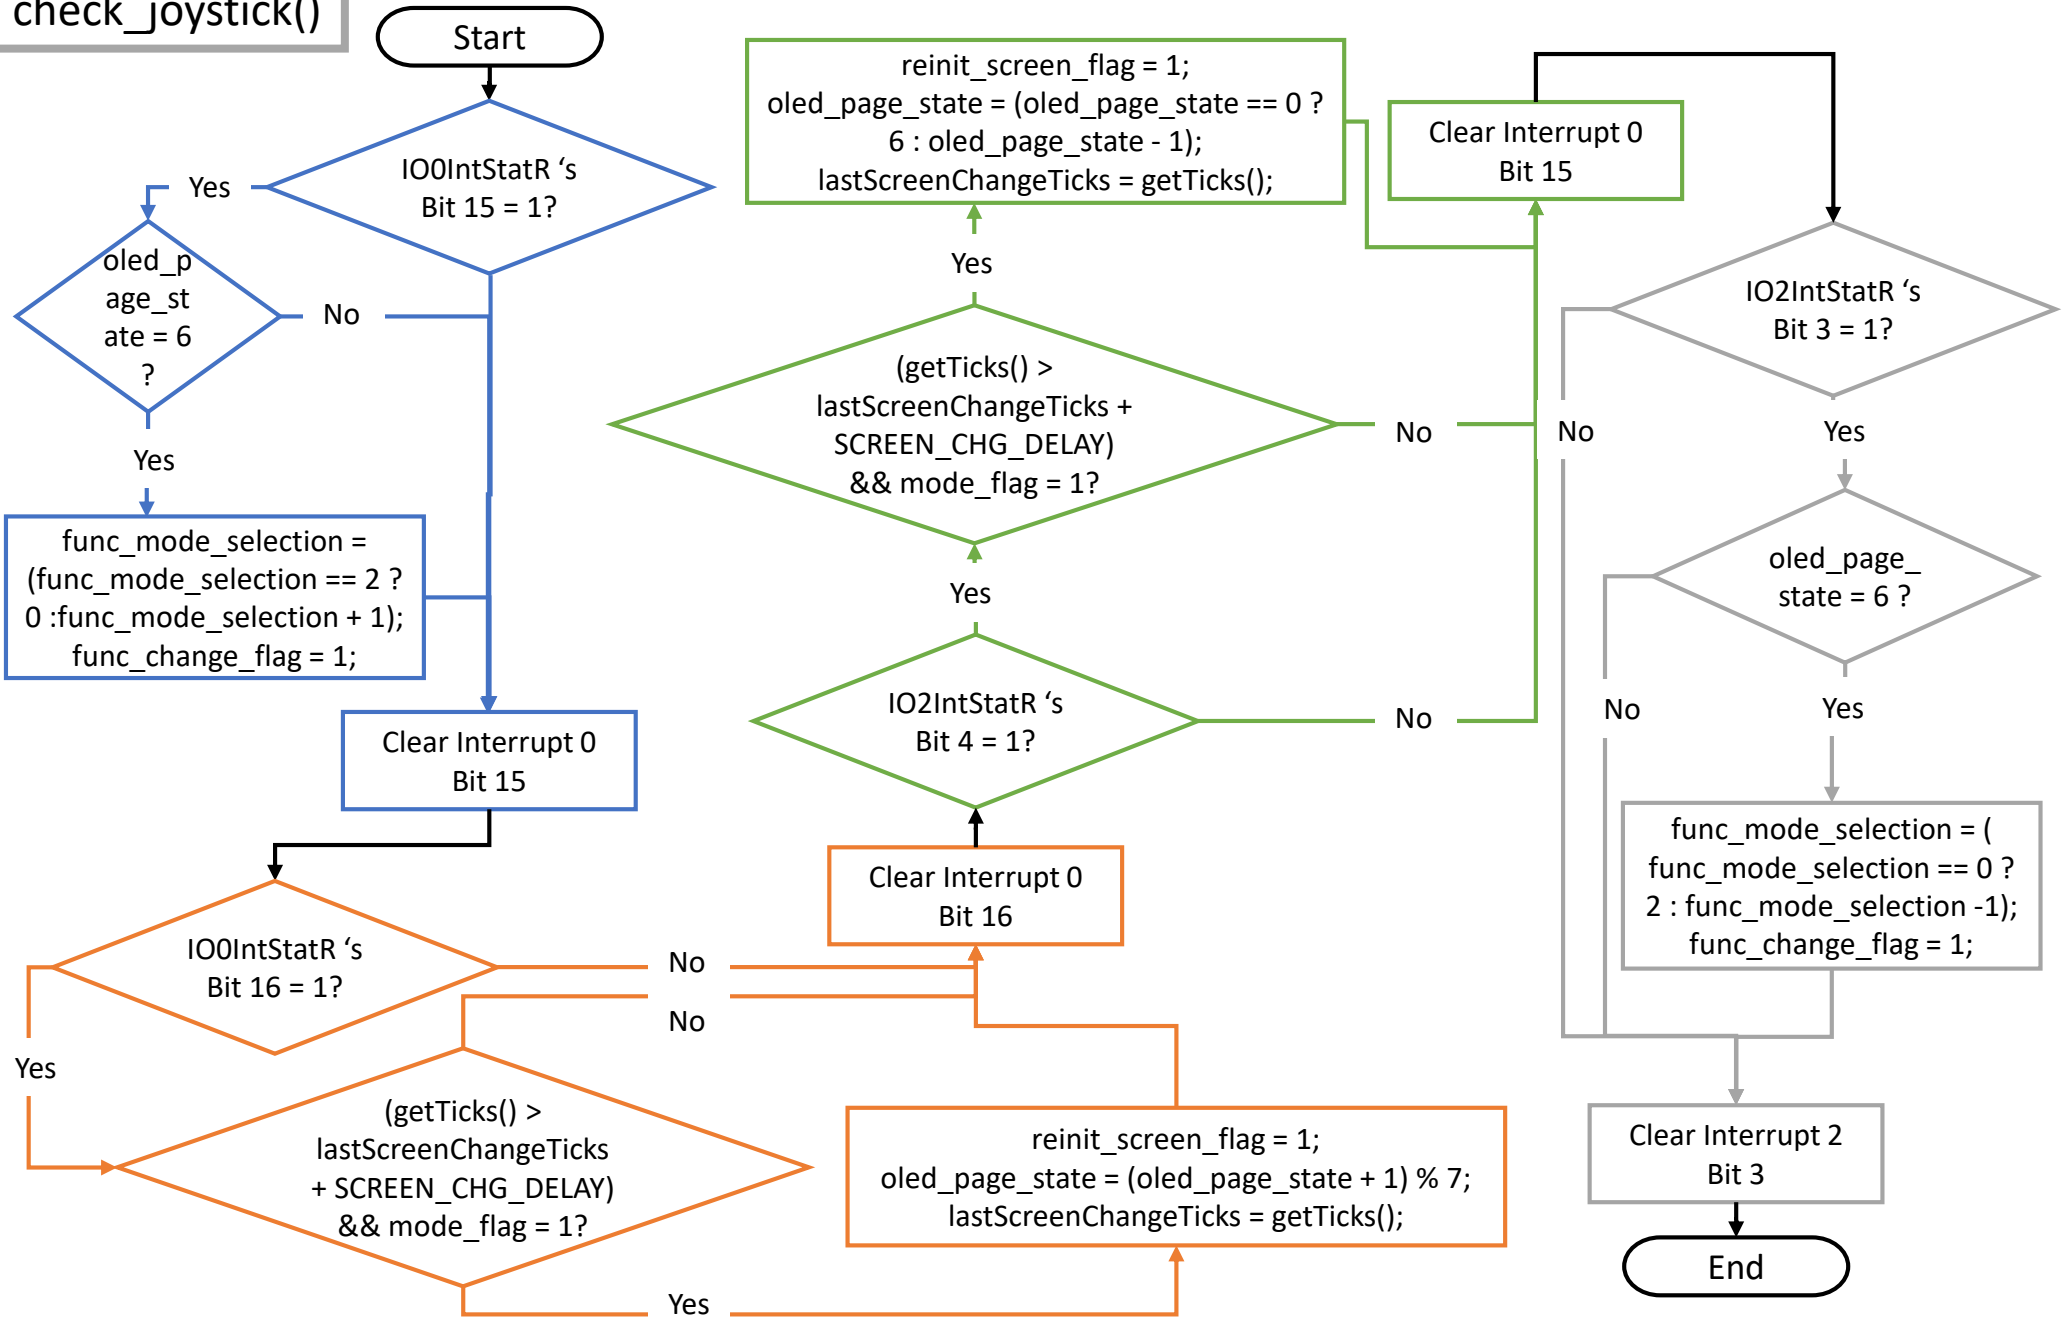 check_joystick()
Start
IO0IntStatR ‘s
Bit 15 = 1?
Yes
oled_p
age_st
ate = 6
?
No
Yes
func_mode_selection =
(func_mode_selection == 2 ?
0 :func_mode_selection + 1);
func_change_flag = 1;
Clear Interrupt 0
Bit 15
IO0IntStatR ‘s
Bit 16 = 1?
No
No
Yes
(getTicks() >
lastScreenChangeTicks
+ SCREEN_CHG_DELAY)
&& mode_flag = 1?
Yes
reinit_screen_flag = 1;
oled_page_state = (oled_page_state + 1) % 7;
lastScreenChangeTicks = getTicks();
Clear Interrupt 0
Bit 16
IO2IntStatR ‘s
Bit 4 = 1?
No
Yes
(getTicks() >
lastScreenChangeTicks +
SCREEN_CHG_DELAY)
&& mode_flag = 1?
No
Yes
reinit_screen_flag = 1;
oled_page_state = (oled_page_state == 0 ?
6 : oled_page_state - 1);
lastScreenChangeTicks = getTicks();
Clear Interrupt 0
Bit 15
IO2IntStatR ‘s
Bit 3 = 1?
No
Yes
oled_page_
state = 6 ?
No
Yes
func_mode_selection = (
func_mode_selection == 0 ?
2 : func_mode_selection -1);
func_change_flag = 1;
Clear Interrupt 2
Bit 3
End